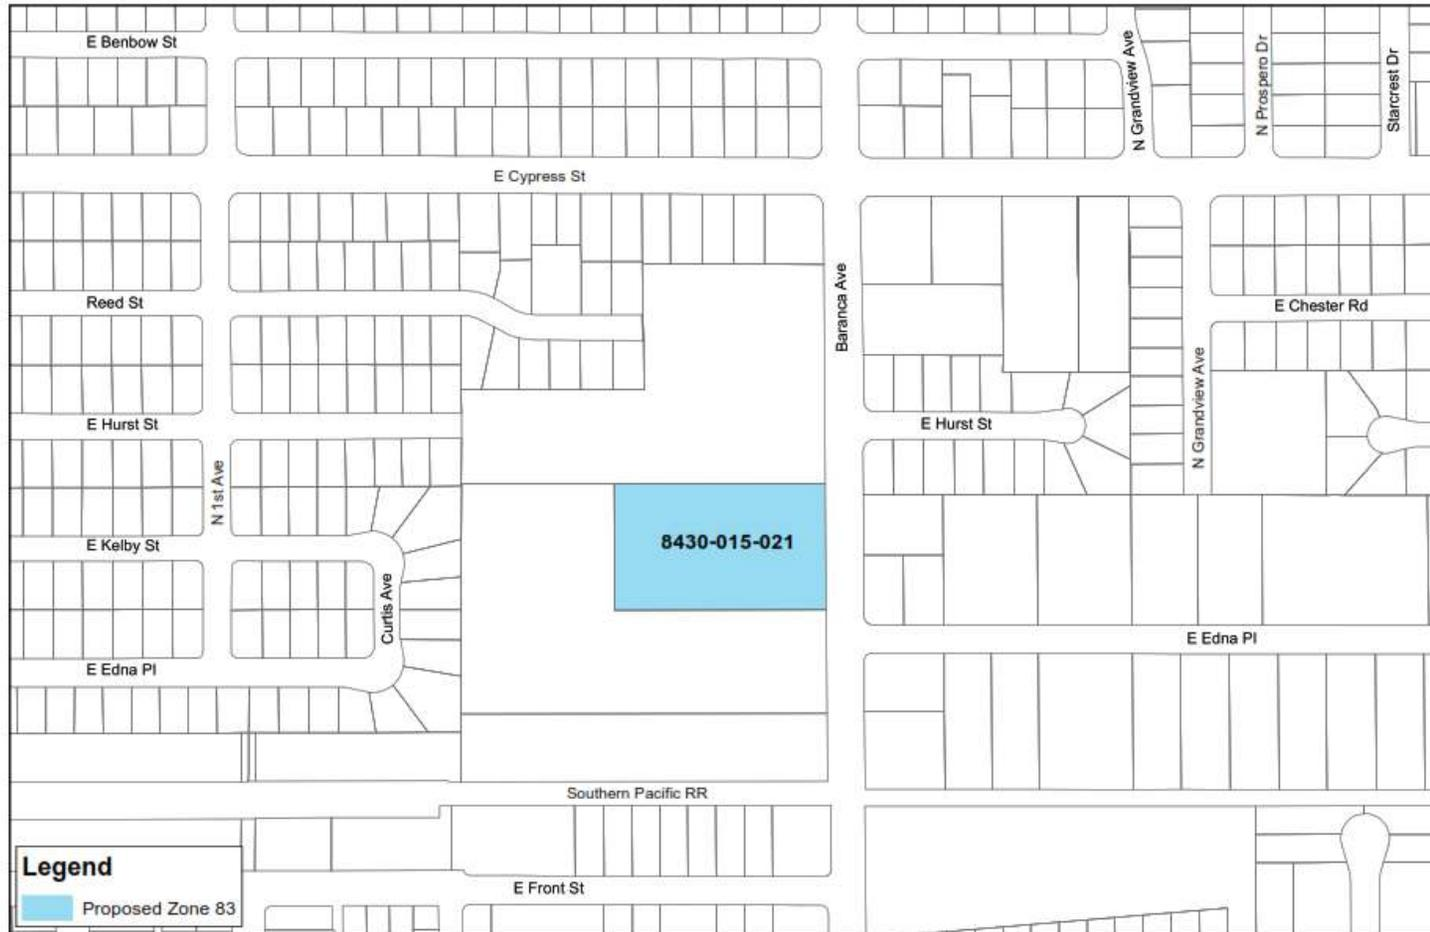 E Benbow St
N Grandview Ave
N Prospero Dr
Starcrest Dr
E Cypress St
Reed St
Baranca Ave
E Chester Rd
E Hurst St
E Hurst St
N Grandview Ave
N 1st Ave
8430-015-021
E Kelby St
Curtis Ave
E Edna Pl
E Edna Pl
Southern Pacific RR
E Front St
Legend
Proposed Zone 83